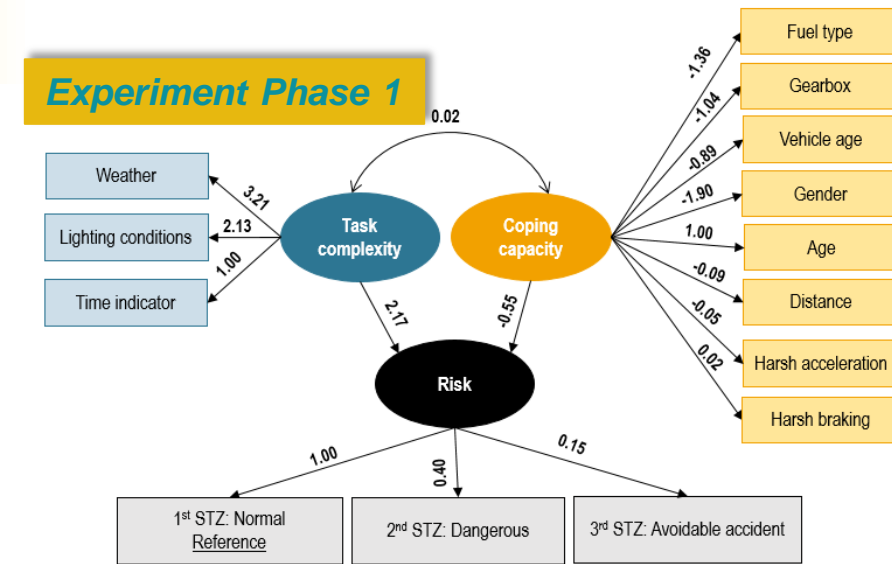 Experiment Phase 1
0.02
Fuel type
Gearbox
Vehicle age
Gender
Age
Distance
Harsh acceleration
Harsh braking
-1.36
-1.04
-0.89
-1.90
1.00
-0.09
-0.05
0.02
Weather
Lighting conditions
Time indicator
3.21
2.13
1.00
Task
complexity
Coping
capacity
2.17
-0.55
Risk
1.00
0.40
0.15
1st STZ: Normal
Reference
2nd STZ: Dangerous
3rd STZ: Avoidable accident